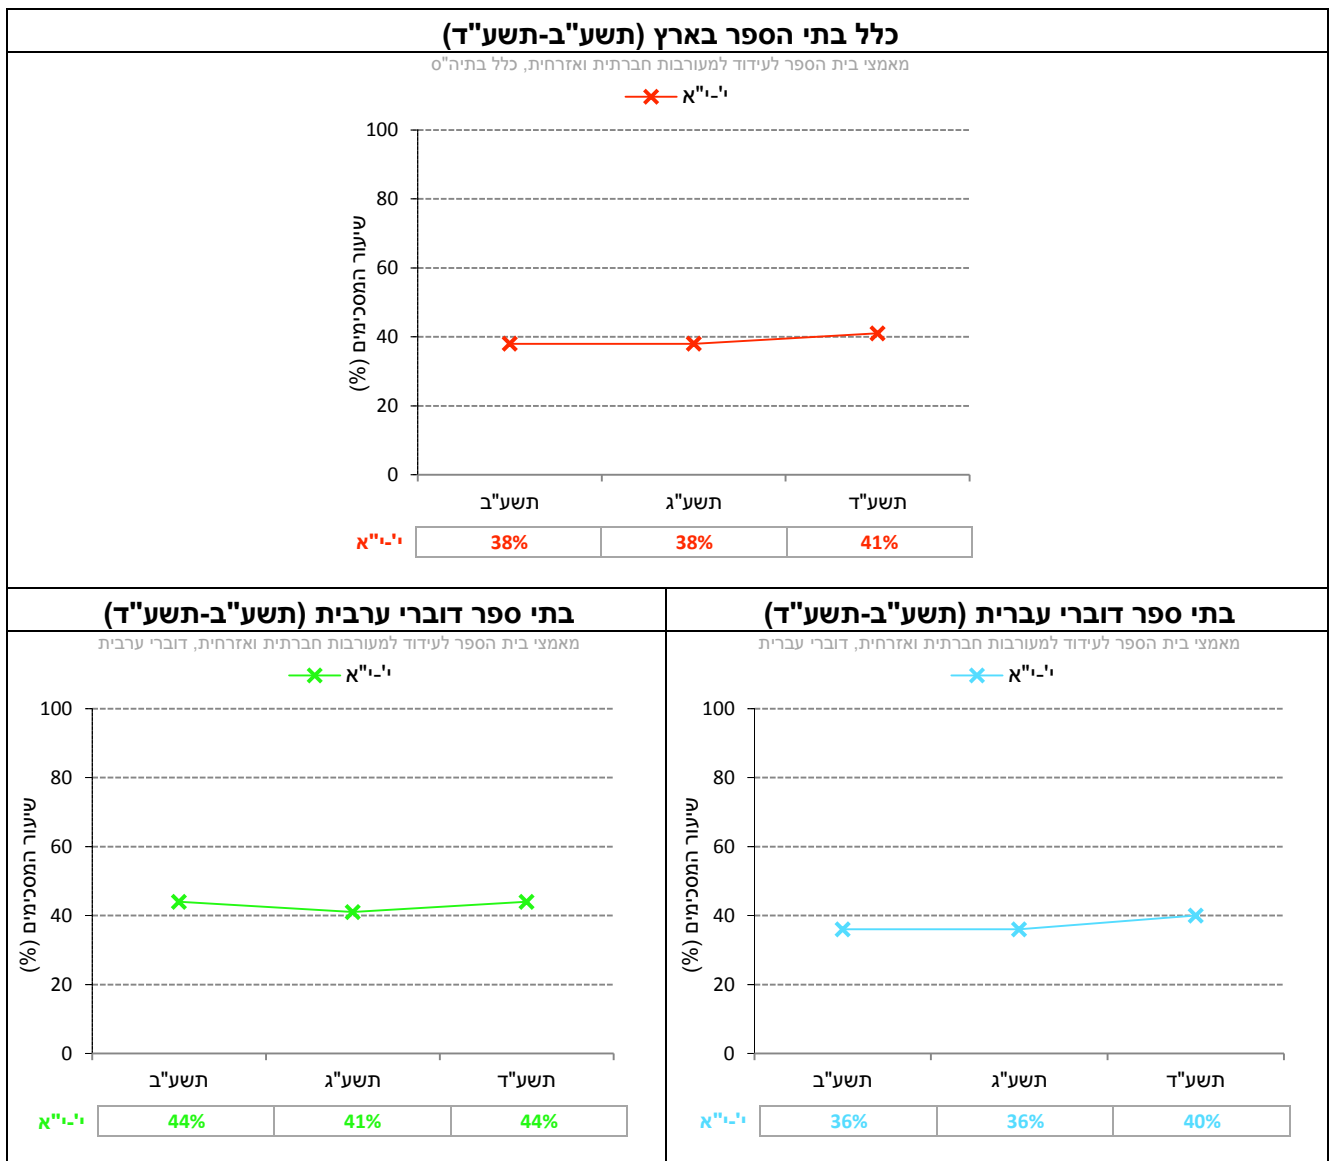 כלל בתי הספר בארץ (תשע"ב-תשע"ד)
מאמצי בית הספר לעידוד למעורבות חברתית ואזרחית, כלל בתיה"ס
י'-י"א
שיעור המסכימים (%)
100
80
60
40
20
0
תשע"ב תשע"ג תשע"ד
י'-י"א 38% 38% 41%
בתי ספר דוברי עברית (תשע"ב-תשע"ד)
מאמצי בית הספר לעידוד למעורבות חברתית ואזרחית, דוברי עברית
י'-י"א
שיעור המסכימים (%)
100
80
60
40
20
0
תשע"ב תשע"ג תשע"ד
י'-י"א 36% 36% 40%
בתי ספר דוברי ערבית (תשע"ב-תשע"ד)
מאמצי בית הספר לעידוד למעורבות חברתית ואזרחית, דוברי ערבית
י'-י"א
שיעור המסכימים (%)
100
80
60
40
20
0
תשע"ב תשע"ג תשע"ד
י'-י"א 44% 41% 44%